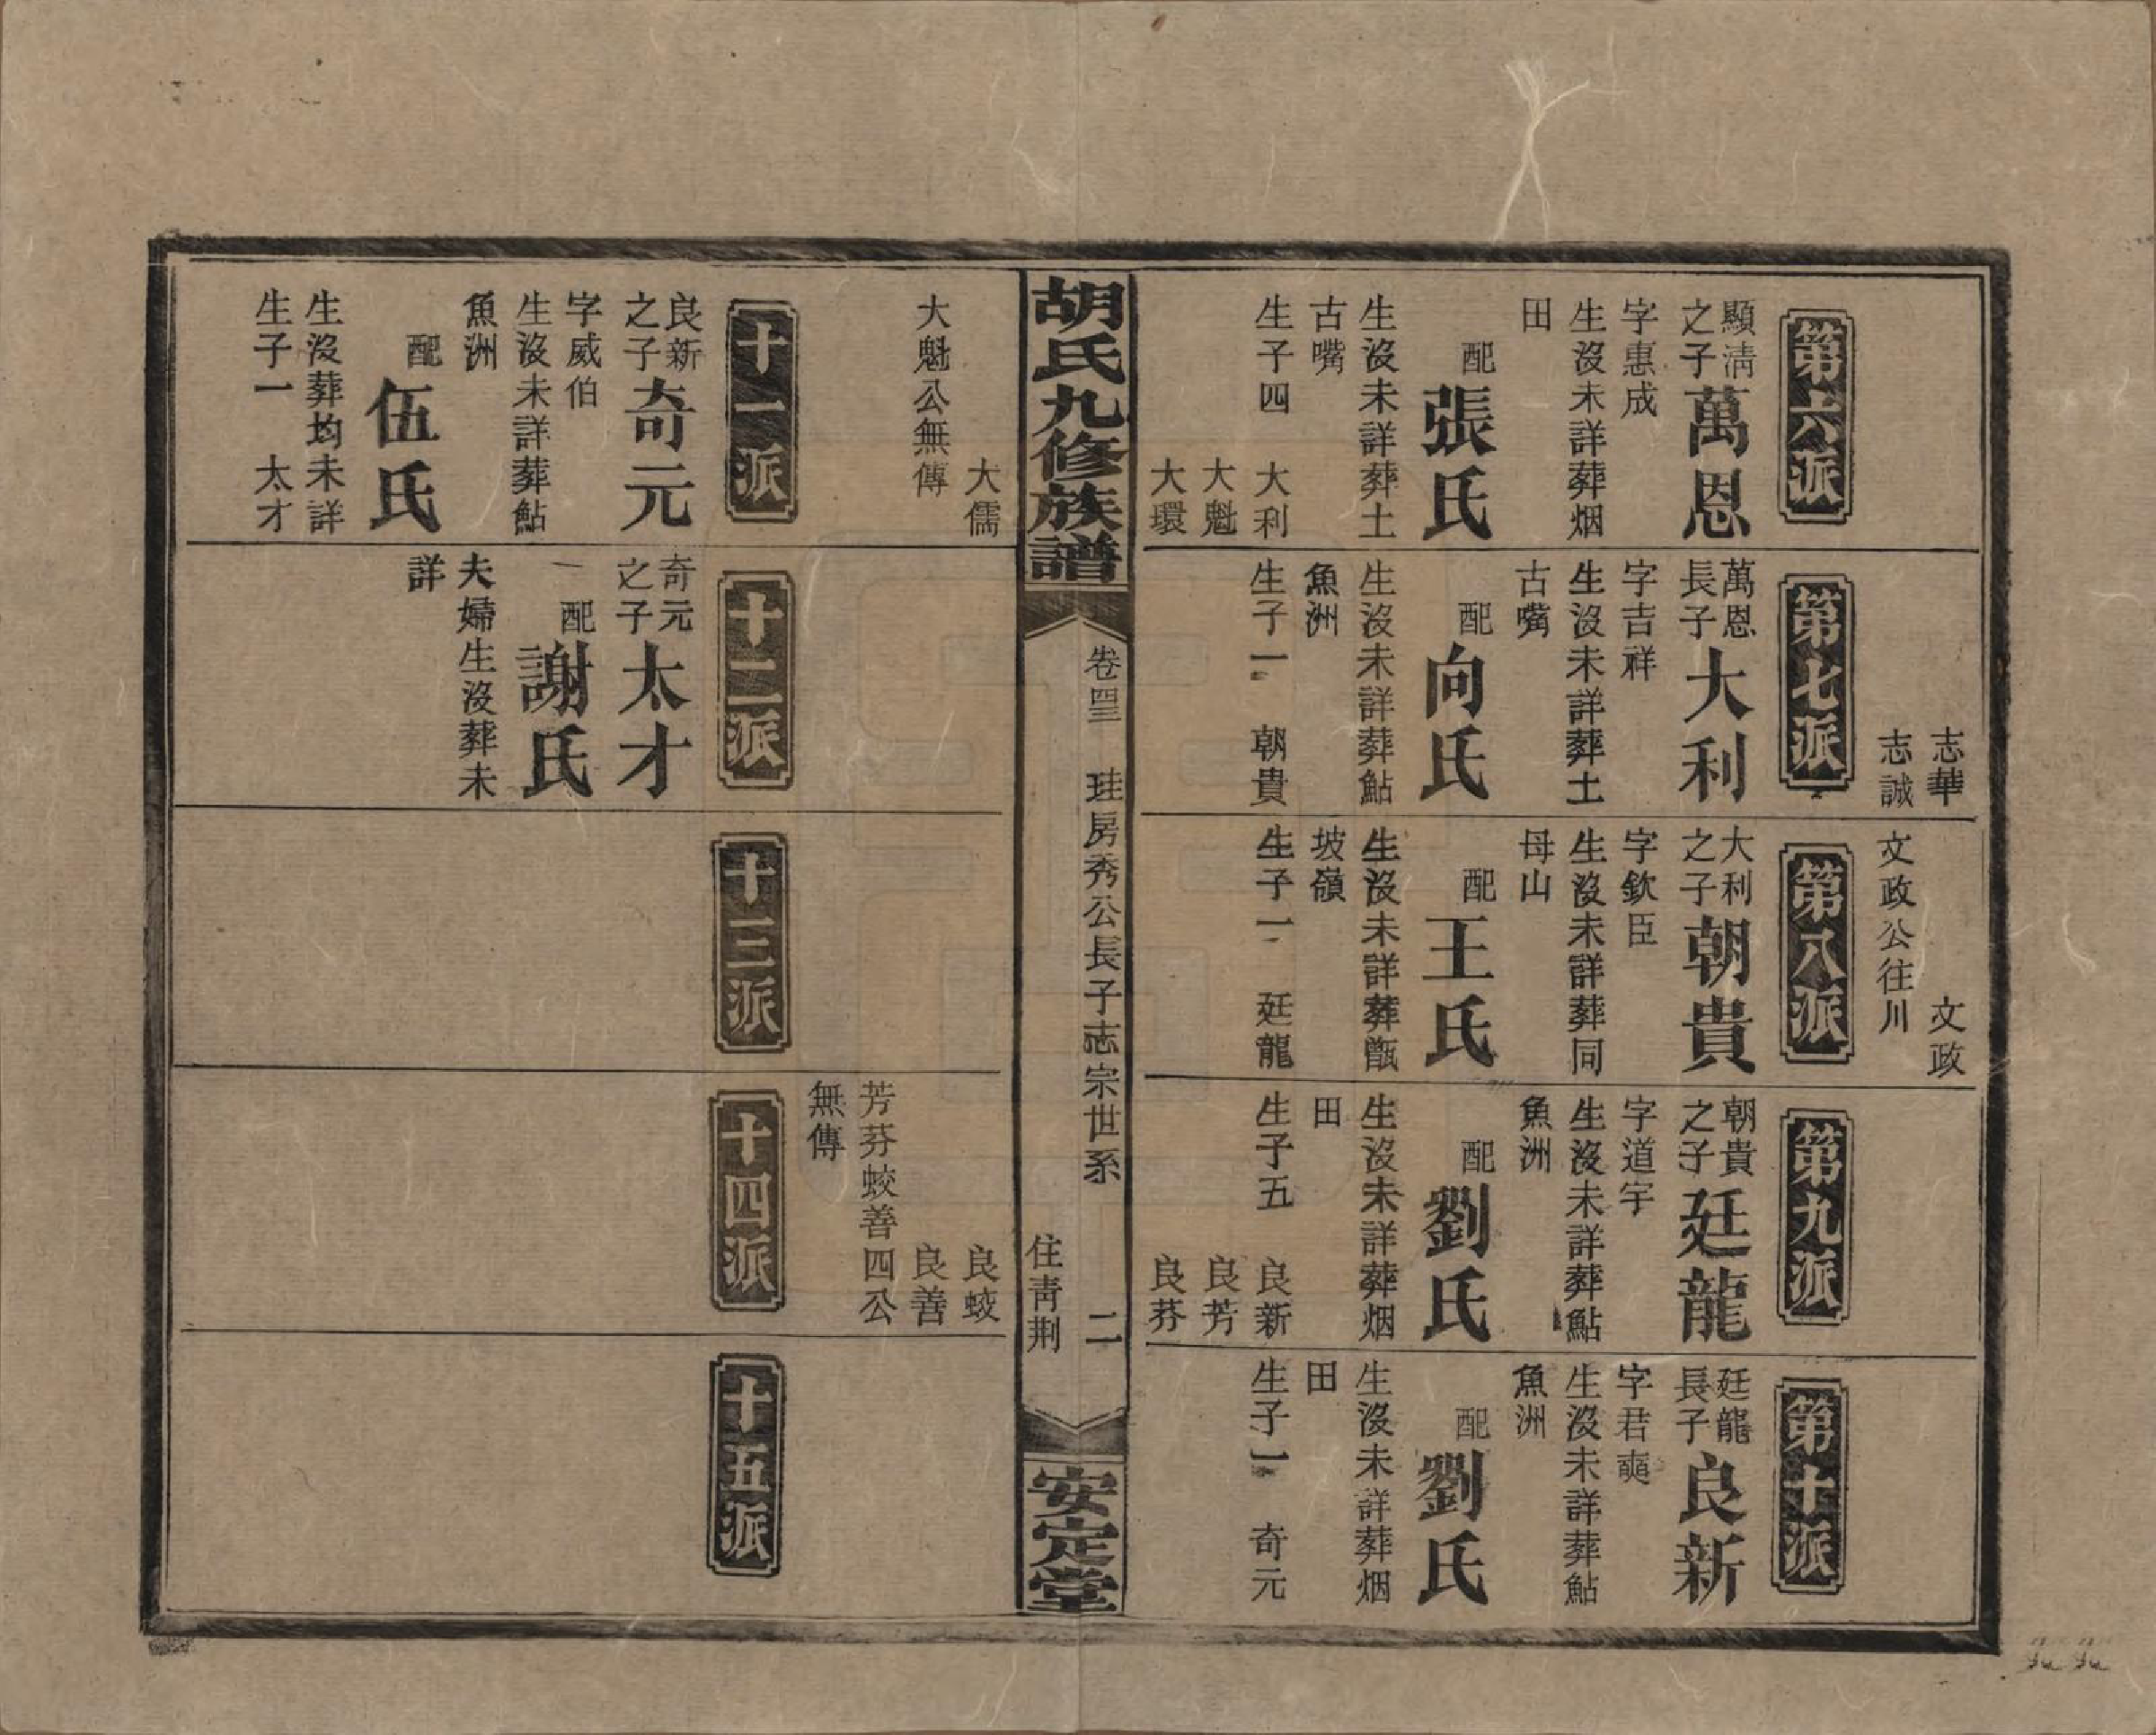 志華
志誠
文政
文政公往川
第六派
顯清之子萬恩
字惠成
生沒未詳葬烟
田
配張氏
生沒未詳葬土
古嘴
生子四 大利
大魁
大環
第七派
萬恩長子大利
字吉祥
生沒未詳葬土
古嘴
配向氏
生沒未詳葬鮎
魚洲
生子一 朝貴
第八派
大利之子朝貴
字欽臣
生沒未詳葬同
母山
配王氏
生沒未詳葬甑
坡嶺
生子一 廷龍
第九派
朝貴之子廷龍
字道宇
生沒未詳葬鮎
魚洲
配劉氏
生沒未詳葬烟
田
生子五 良新
良芳
良芬
第十派
廷龍長子良新
字君奭
生沒未詳葬鮎
魚洲
配劉氏
生沒未詳葬烟
田
生子一 奇元
胡氏九修族譜
卷四三 珪房秀公長子志宗世系 二
住青荆
安定堂
大儒
大魁公無傳
良蛟
良善
芳芬蛟善四公
無傳
十一派
良新之子奇元
字威伯
生沒未詳葬鮎
魚洲
配伍氏
生沒葬均未詳
生子一 太才
十二派
奇元之子太才
配謝氏
夫婦生沒葬未
詳
十三派
十四派
十五派